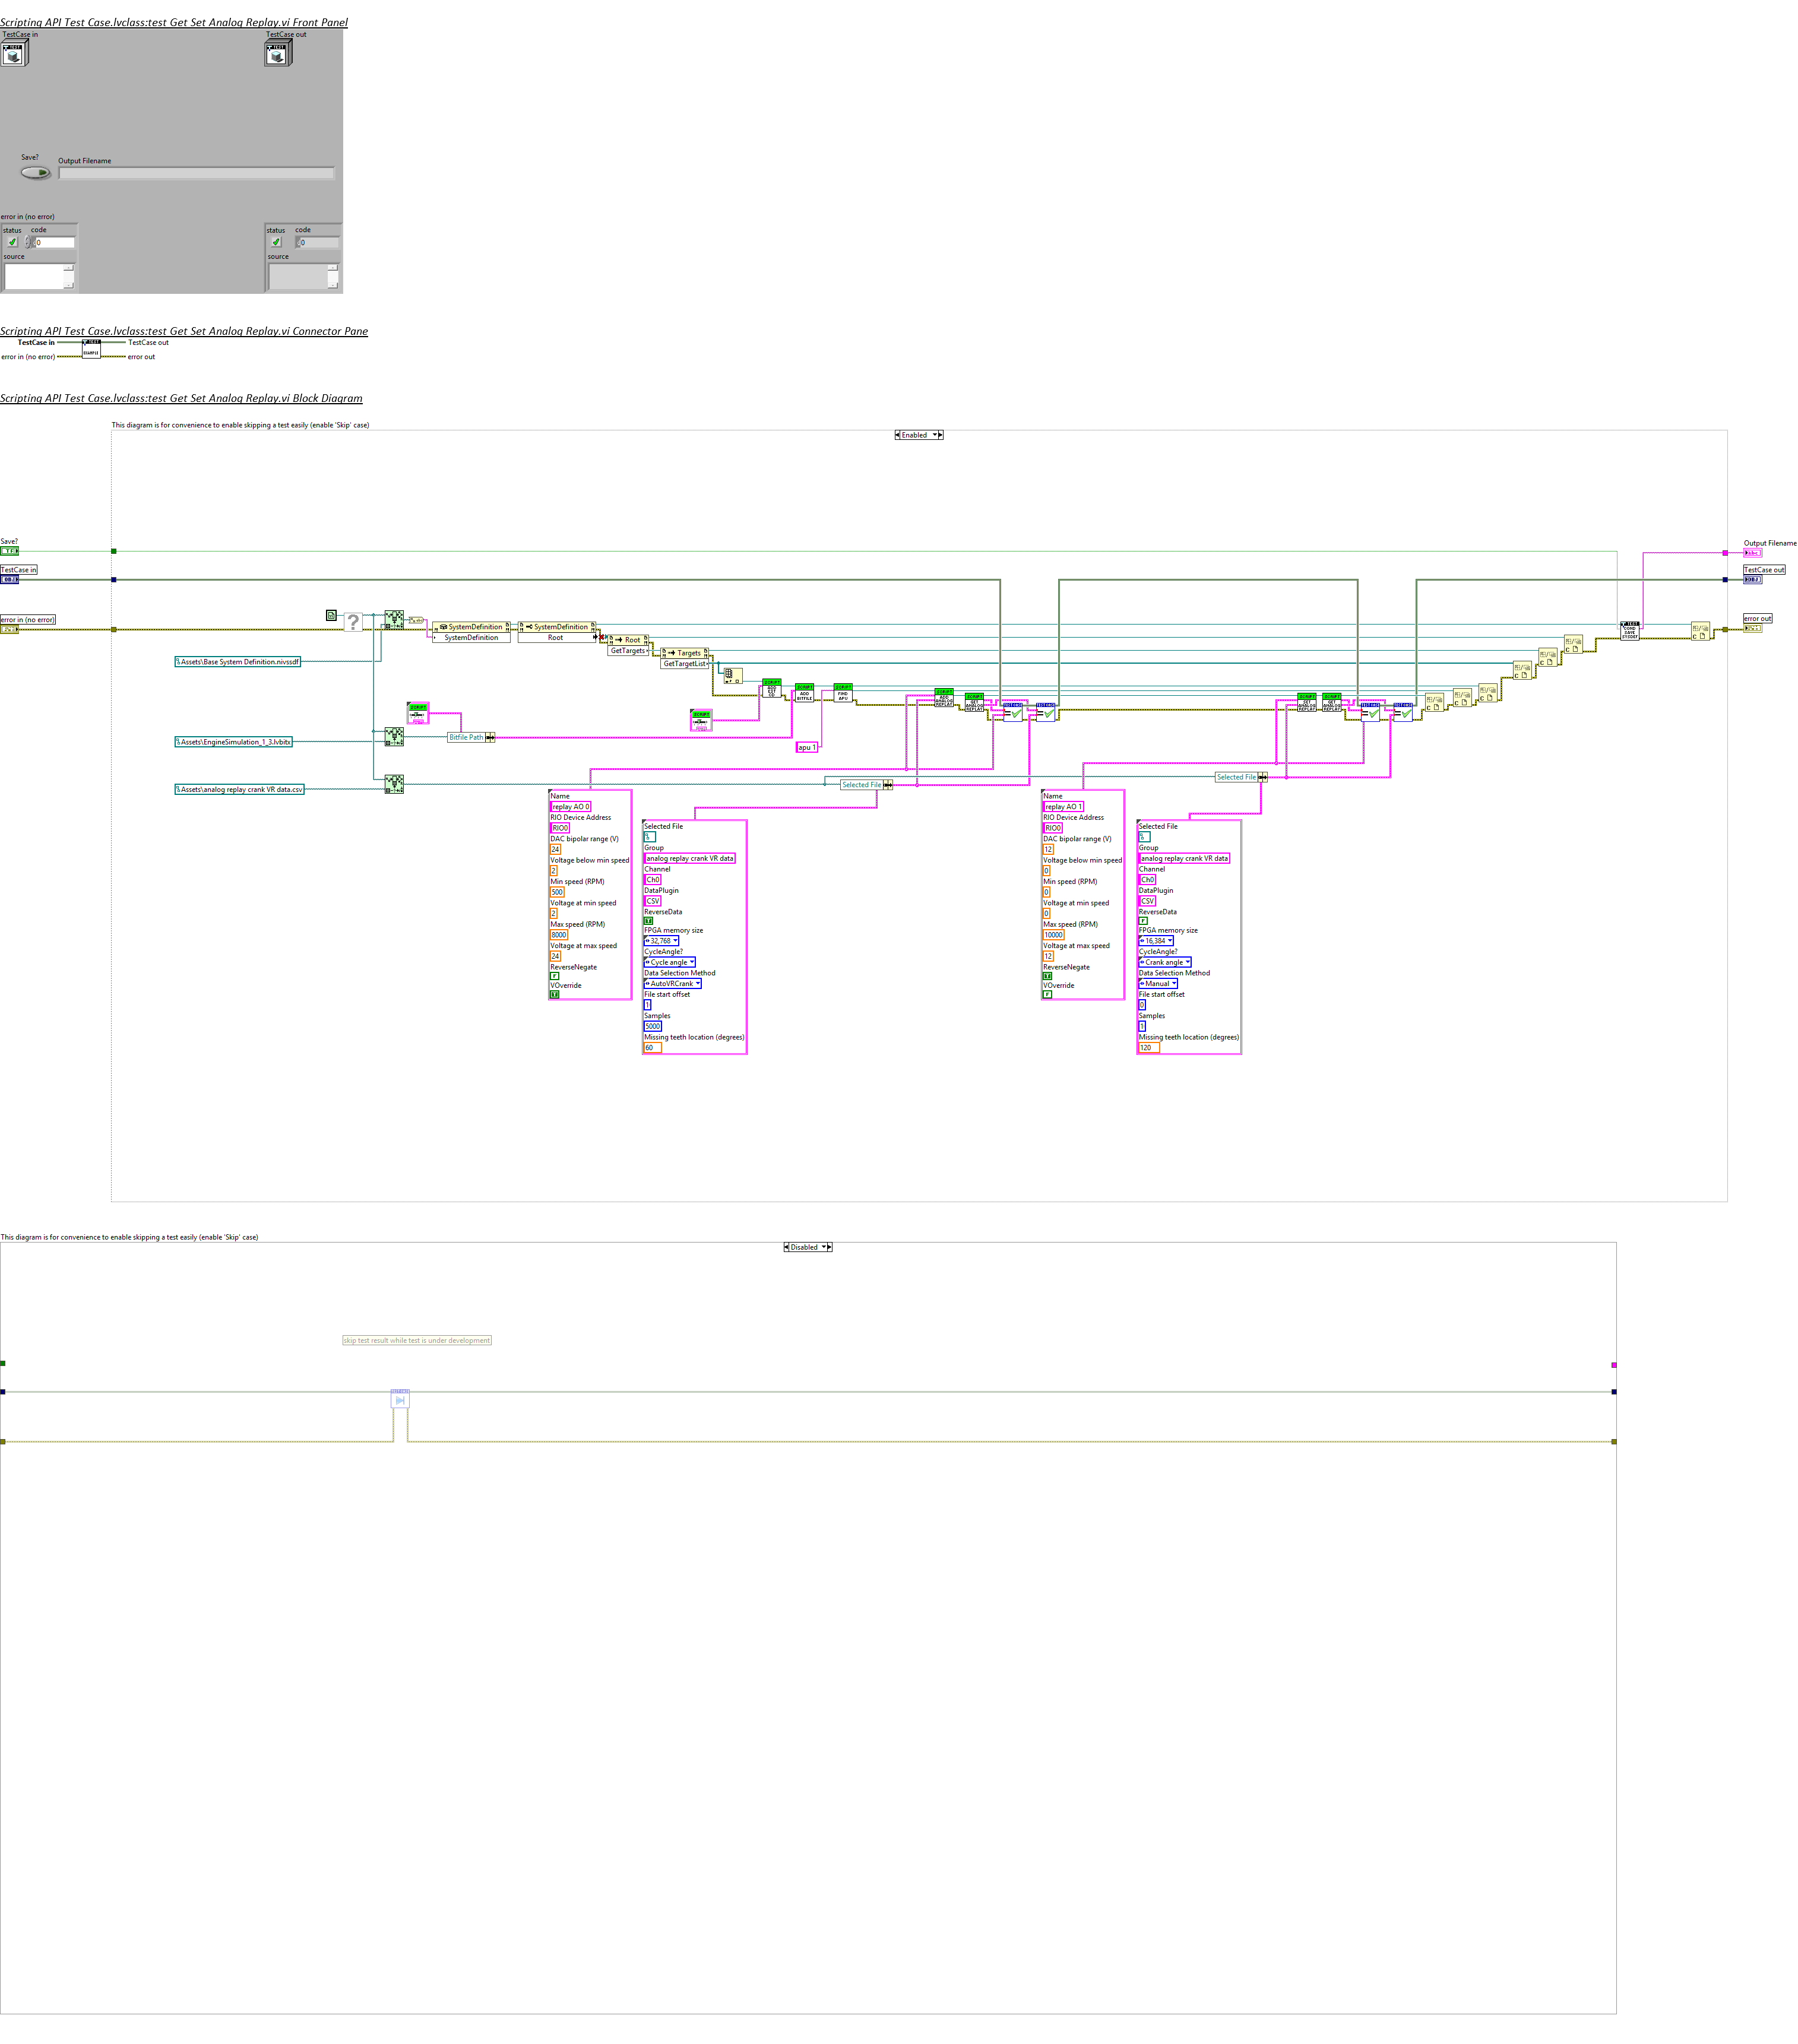 Scripting API Test Case.lvclass:test Get Set Analog Replay.vi Front Panel
TestCase in
TestCase out
Save?
Output Filename
error in (no error)
status code
0
source
status code
0
source
Scripting API Test Case.lvclass:test Get Set Analog Replay.vi Connector Pane
TestCase in
TestCase out
error in (no error)
error out
Scripting API Test Case.lvclass:test Get Set Analog Replay.vi Block Diagram
This diagram is for convenience to enable skipping a test easily (enable 'Skip' case)
Enabled
Save?
Output Filename
TestCase in
TestCase out
error in (no error)
error out
SystemDefinition
SystemDefinition
SystemDefinition
Root
Root
GetTargets
Targets
GetTargetList
Assets\Base System Definition.nivssdf
Assets\EngineSimulation_1_3.lvbitx
Bitfile Path
apu 1
Assets\analog replay crank VR data.csv
Selected File
Selected File
Name
replay AO 0
RIO Device Address
RIO0
DAC bipolar range (V)
24
Voltage below min speed
2
Min speed (RPM)
500
Voltage at min speed
2
Max speed (RPM)
8000
Voltage at max speed
24
ReverseNegate
F
VOverride
Selected File
Group
analog replay crank VR data
Channel
Ch0
DataPlugin
CSV
ReverseData
FPGA memory size
32,768
CycleAngle?
Cycle angle
Data Selection Method
AutoVRCrank
File start offset
1
Samples
5000
Missing teeth location (degrees)
60
Name
replay AO 1
RIO Device Address
RIO0
DAC bipolar range (V)
12
Voltage below min speed
0
Min speed (RPM)
0
Voltage at min speed
0
Max speed (RPM)
10000
Voltage at max speed
12
ReverseNegate
VOverride
F
Selected File
Group
analog replay crank VR data
Channel
Ch0
DataPlugin
CSV
ReverseData
F
FPGA memory size
16,384
CycleAngle?
Crank angle
Data Selection Method
Manual
File start offset
0
Samples
1
Missing teeth location (degrees)
120
This diagram is for convenience to enable skipping a test easily (enable 'Skip' case)
Disabled
skip test result while test is under development